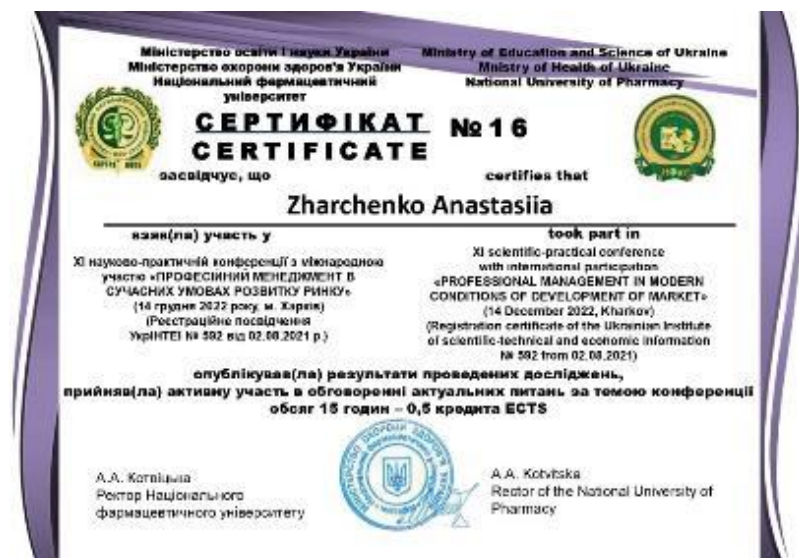 Міністерство освіти і науки України
Міністерство охорони здоров'я України
Національний фармацевтичний
університет
Ministry of Education and Science of Ukraine
Ministry of Health of Ukraine
National University of Pharmacy
СЕРТИФІКАТ
CERTIFICATE
№ 16
засвідчує, що
certifies that
Zharchenko Anastasiia
взяв(ла) участь у
XI науково-практичній конференції з міжнародною
участю «ПРОФЕСІЙНИЙ МЕНЕДЖМЕНТ В
СУЧАСНИХ УМОВАХ РОЗВИТКУ РИНКУ»
(14 грудня 2022 року, м. Харків)
(Реєстраційне посвідчення
УкрІНТЕІ № 592 від 02.08.2021 р.)
took part in
XI scientific-practical conference
with international participation
«PROFESSIONAL MANAGEMENT IN MODERN
CONDITIONS OF DEVELOPMENT OF MARKET»
(14 December 2022, Kharkov)
(Registration certificate of the Ukrainian Institute
of scientific-technical and economic information
№ 592 from 02.08.2021)
опублікував(ла) результати проведених досліджень,
прийняв(ла) активну участь в обговоренні актуальних питань за темою конференції
обсяг 15 годин – 0,5 кредита ECTS
А.А. Котвіцька
Ректор Національного
фармацевтичного університету
A.A. Kotvitska
Rector of the National University of
Pharmacy